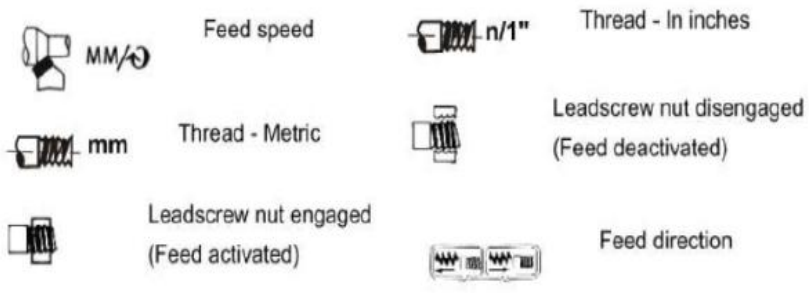 MM/
Feed speed
n/1"
Thread - In inches
mm
Thread - Metric
Leadscrew nut disengaged
(Feed deactivated)
Leadscrew nut engaged
(Feed activated)
Feed direction